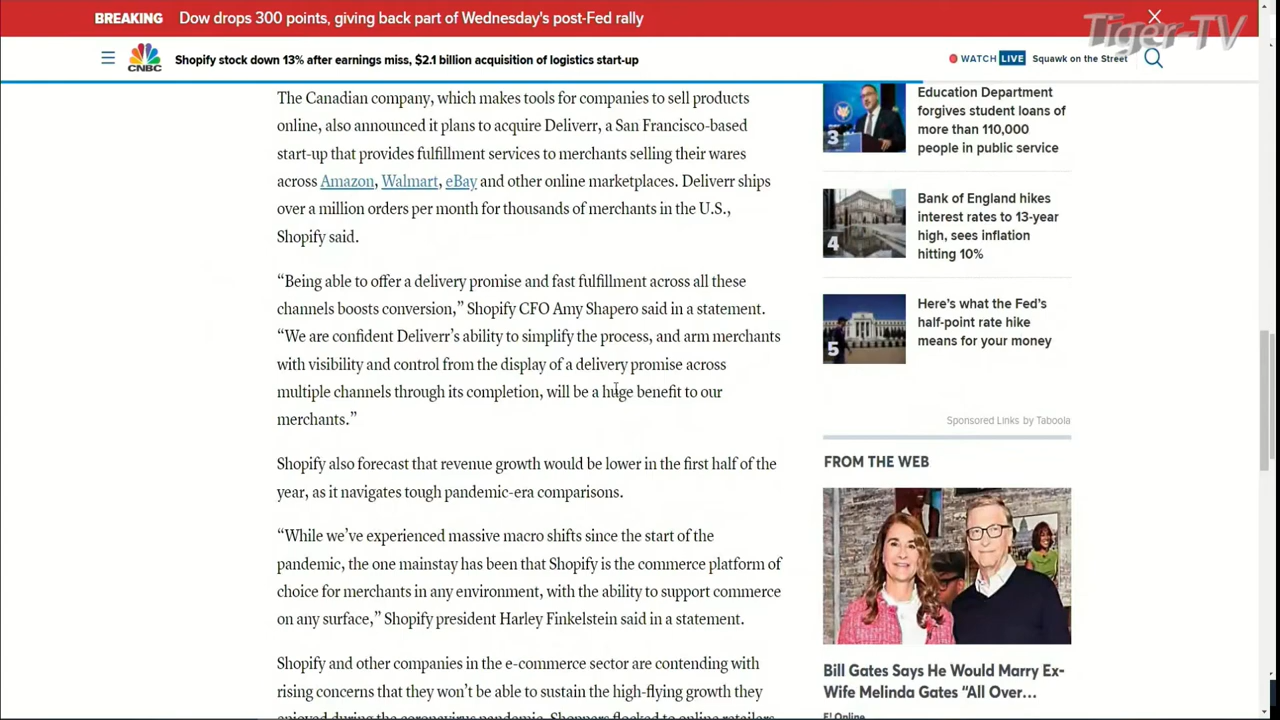 BREAKING Dow drops 300 points, giving back part of Wednesday's post-Fed rally
Tiger-TV
CNBC
Shopify stock down 13% after earnings miss, $2.1 billion acquisition of logistics start-up
WATCH LIVE Squawk on the Street
The Canadian company, which makes tools for companies to sell products
online, also announced it plans to acquire Deliverr, a San Francisco-based
start-up that provides fulfillment services to merchants selling their wares
across Amazon, Walmart, eBay and other online marketplaces. Deliverr ships
over a million orders per month for thousands of merchants in the U.S.,
Shopify said.
“Being able to offer a delivery promise and fast fulfillment across all these
channels boosts conversion,” Shopify CFO Amy Shapero said in a statement.
“We are confident Deliverr’s ability to simplify the process, and arm merchants
with visibility and control from the display of a delivery promise across
multiple channels through its completion, will be a huge benefit to our
merchants.”
Shopify also forecast that revenue growth would be lower in the first half of the
year, as it navigates tough pandemic-era comparisons.
“While we’ve experienced massive macro shifts since the start of the
pandemic, the one mainstay has been that Shopify is the commerce platform of
choice for merchants in any environment, with the ability to support commerce
on any surface,” Shopify president Harley Finkelstein said in a statement.
Shopify and other companies in the e-commerce sector are contending with
rising concerns that they won’t be able to sustain the high-flying growth they
enjoyed during the coronavirus pandemic. Shoppers flocked to online retailers
3
Education Department
forgives student loans of
more than 110,000
people in public service
4
Bank of England hikes
interest rates to 13-year
high, sees inflation
hitting 10%
5
Here’s what the Fed’s
half-point rate hike
means for your money
Sponsored Links by Taboola
FROM THE WEB
Bill Gates Says He Would Marry Ex-
Wife Melinda Gates “All Over...
E! Online